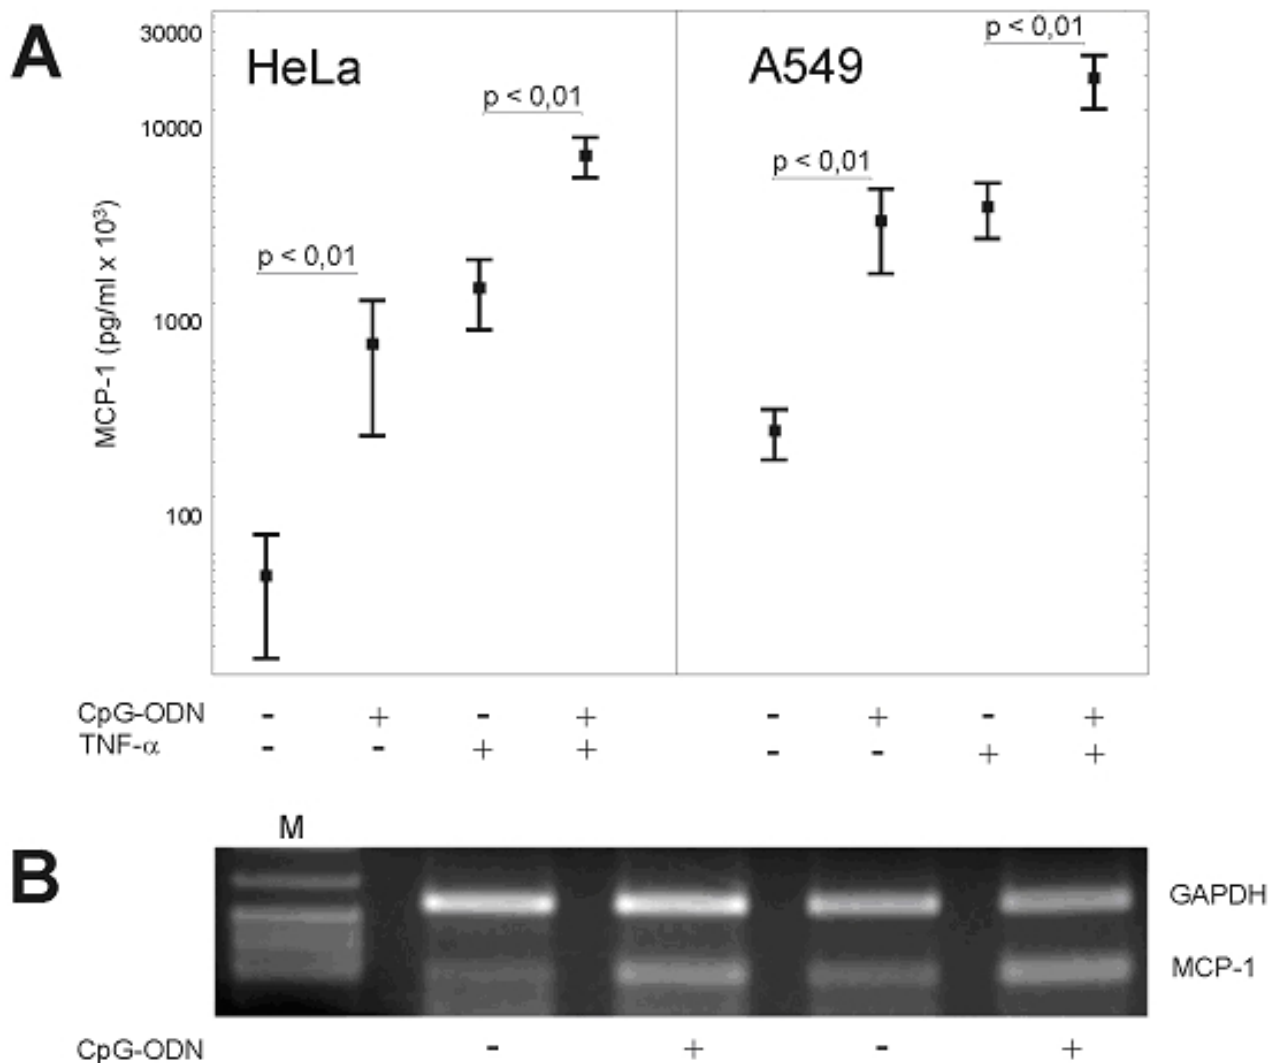 A
30000
10000
1000
100
MCP-1 (pg/ml x 10³)
HeLa
p < 0,01
p < 0,01
A549
p < 0,01
p < 0,01
CpG-ODN - + - + - + - +
TNF-α - - + + - - + +
B
M
GAPDH
MCP-1
CpG-ODN - + - +